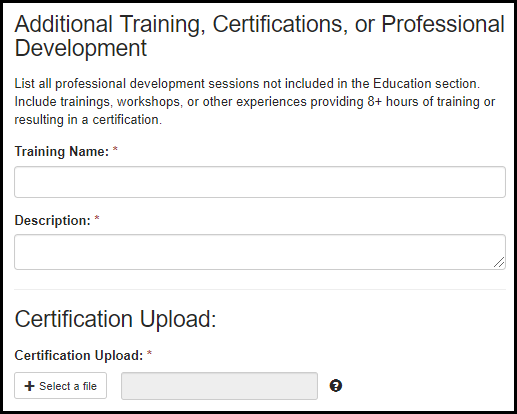 Additional Training, Certifications, or Professional
Development
List all professional development sessions not included in the Education section.
Include trainings, workshops, or other experiences providing 8+ hours of training or
resulting in a certification.
Training Name: *
Description: *
Certification Upload:
Certification Upload: *
+ Select a file ?